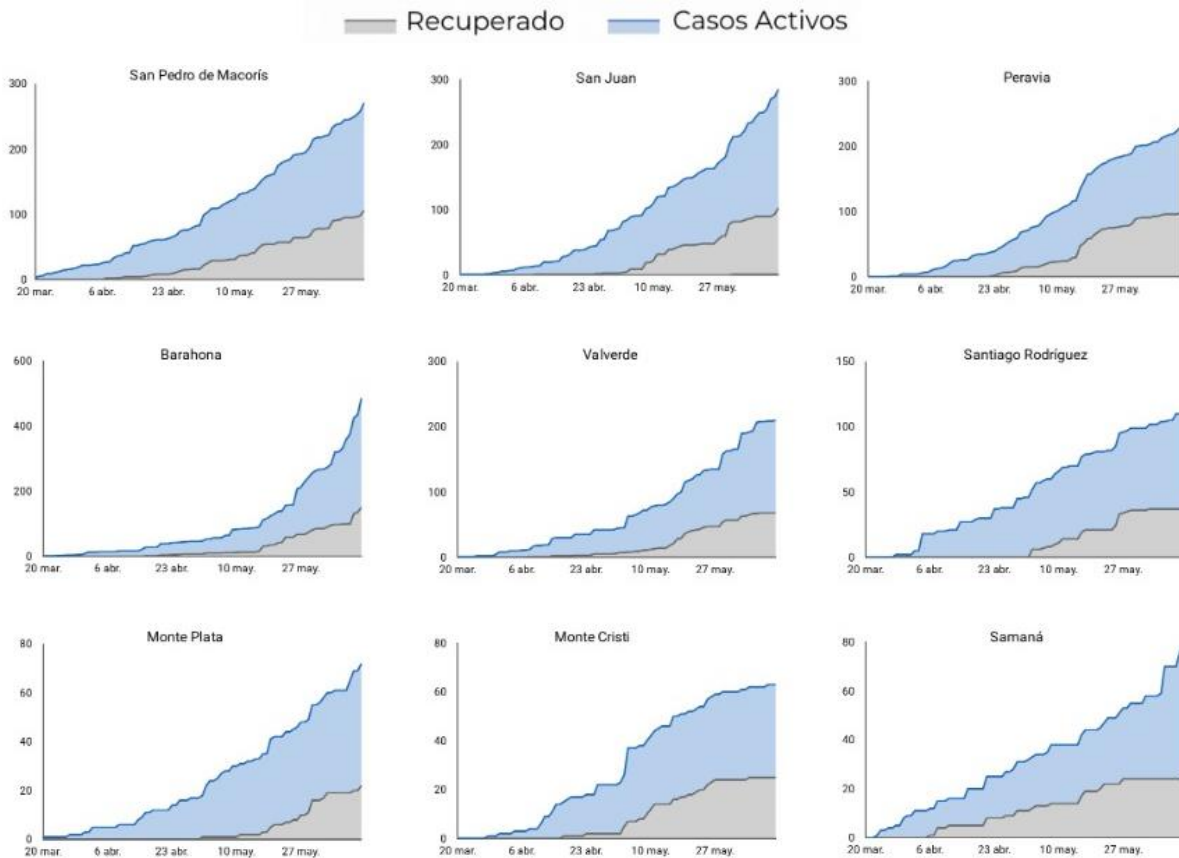 Recuperado Casos Activos
San Pedro de Macorís San Juan Peravia
300 300 300
200 200 200
100 100 100
0 0 0
20 mar. 6 abr. 23 abr. 10 may. 27 may. 20 mar. 6 abr. 23 abr. 10 may. 27 may. 20 mar. 6 abr. 23 abr. 10 may. 27 may.
Barahona Valverde Santiago Rodríguez
600 300 150
400 200 100
200 100 50
0 0 0
20 mar. 6 abr. 23 abr. 10 may. 27 may. 20 mar. 6 abr. 23 abr. 10 may. 27 may. 20 mar. 6 abr. 23 abr. 10 may. 27 may.
Monte Plata Monte Cristi Samaná
80 80 80
60 60 60
40 40 40
20 20 20
0 0 0
20 mar. 6 abr. 23 abr. 10 may. 27 may. 20 mar. 6 abr. 23 abr. 10 may. 27 may. 20 mar. 6 abr. 23 abr. 10 may. 27 may.